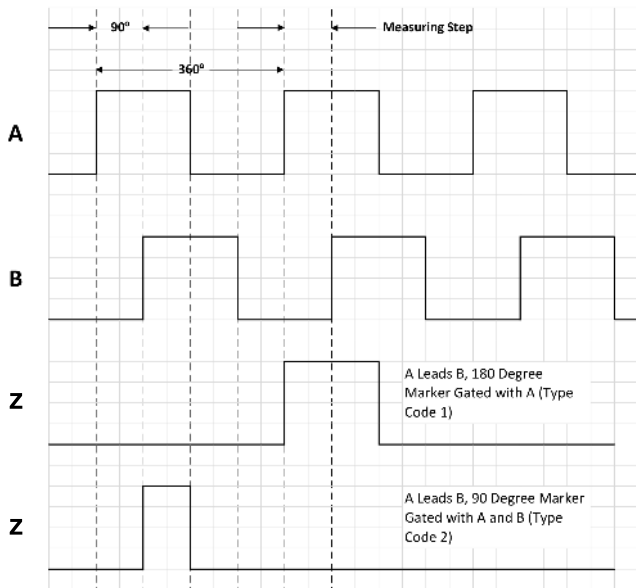 90°
Measuring Step
360°
A
B
Z
A Leads B, 180 Degree
Marker Gated with A (Type
Code 1)
Z
A Leads B, 90 Degree Marker
Gated with A and B (Type
Code 2)